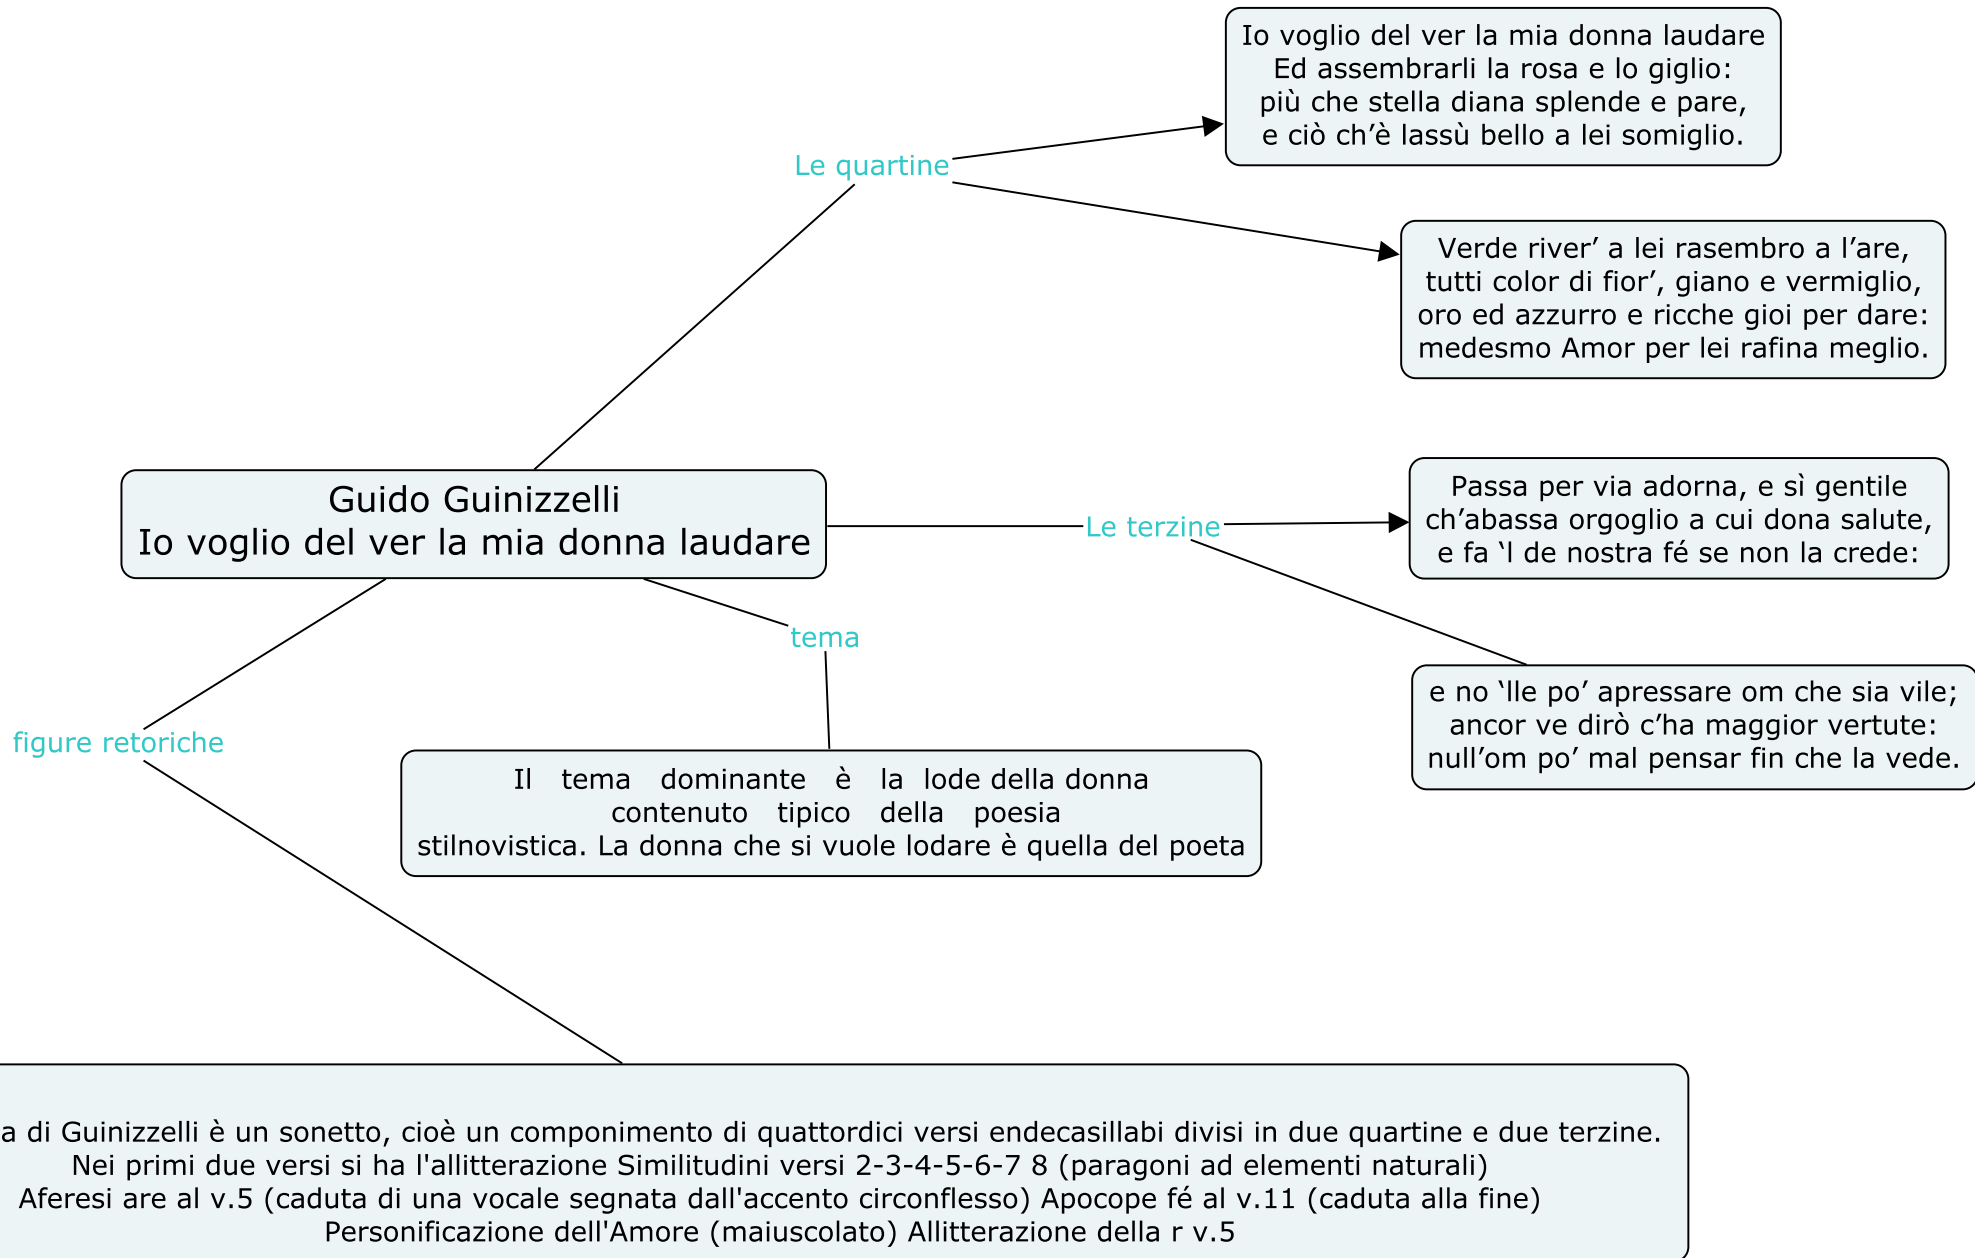 Io voglio del ver la mia donna laudare
Ed assembrarli la rosa e lo giglio:
più che stella diana splende e pare,
e ciò ch’è lassù bello a lei somiglio.
Le quartine
Verde river’ a lei rasembro a l’are,
tutti color di fior’, giano e vermiglio,
oro ed azzurro e ricche gioi per dare:
medesmo Amor per lei rafina meglio.
Guido Guinizzelli
Io voglio del ver la mia donna laudare
Le terzine
Passa per via adorna, e sì gentile
ch’abassa orgoglio a cui dona salute,
e fa ‘l de nostra fé se non la crede:
e no ‘lle po’ apressare om che sia vile;
ancor ve dirò c’ha maggior vertute:
null’om po’ mal pensar fin che la vede.
tema
Il tema dominante è la lode della donna
contenuto tipico della poesia
stilnovistica. La donna che si vuole lodare è quella del poeta
figure retoriche
a di Guinizzelli è un sonetto, cioè un componimento di quattordici versi endecasillabi divisi in due quartine e due terzine.
Nei primi due versi si ha l'allitterazione Similitudini versi 2-3-4-5-6-7 8 (paragoni ad elementi naturali)
Aferesi are al v.5 (caduta di una vocale segnata dall'accento circonflesso) Apocope fé al v.11 (caduta alla fine)
Personificazione dell'Amore (maiuscolato) Allitterazione della r v.5